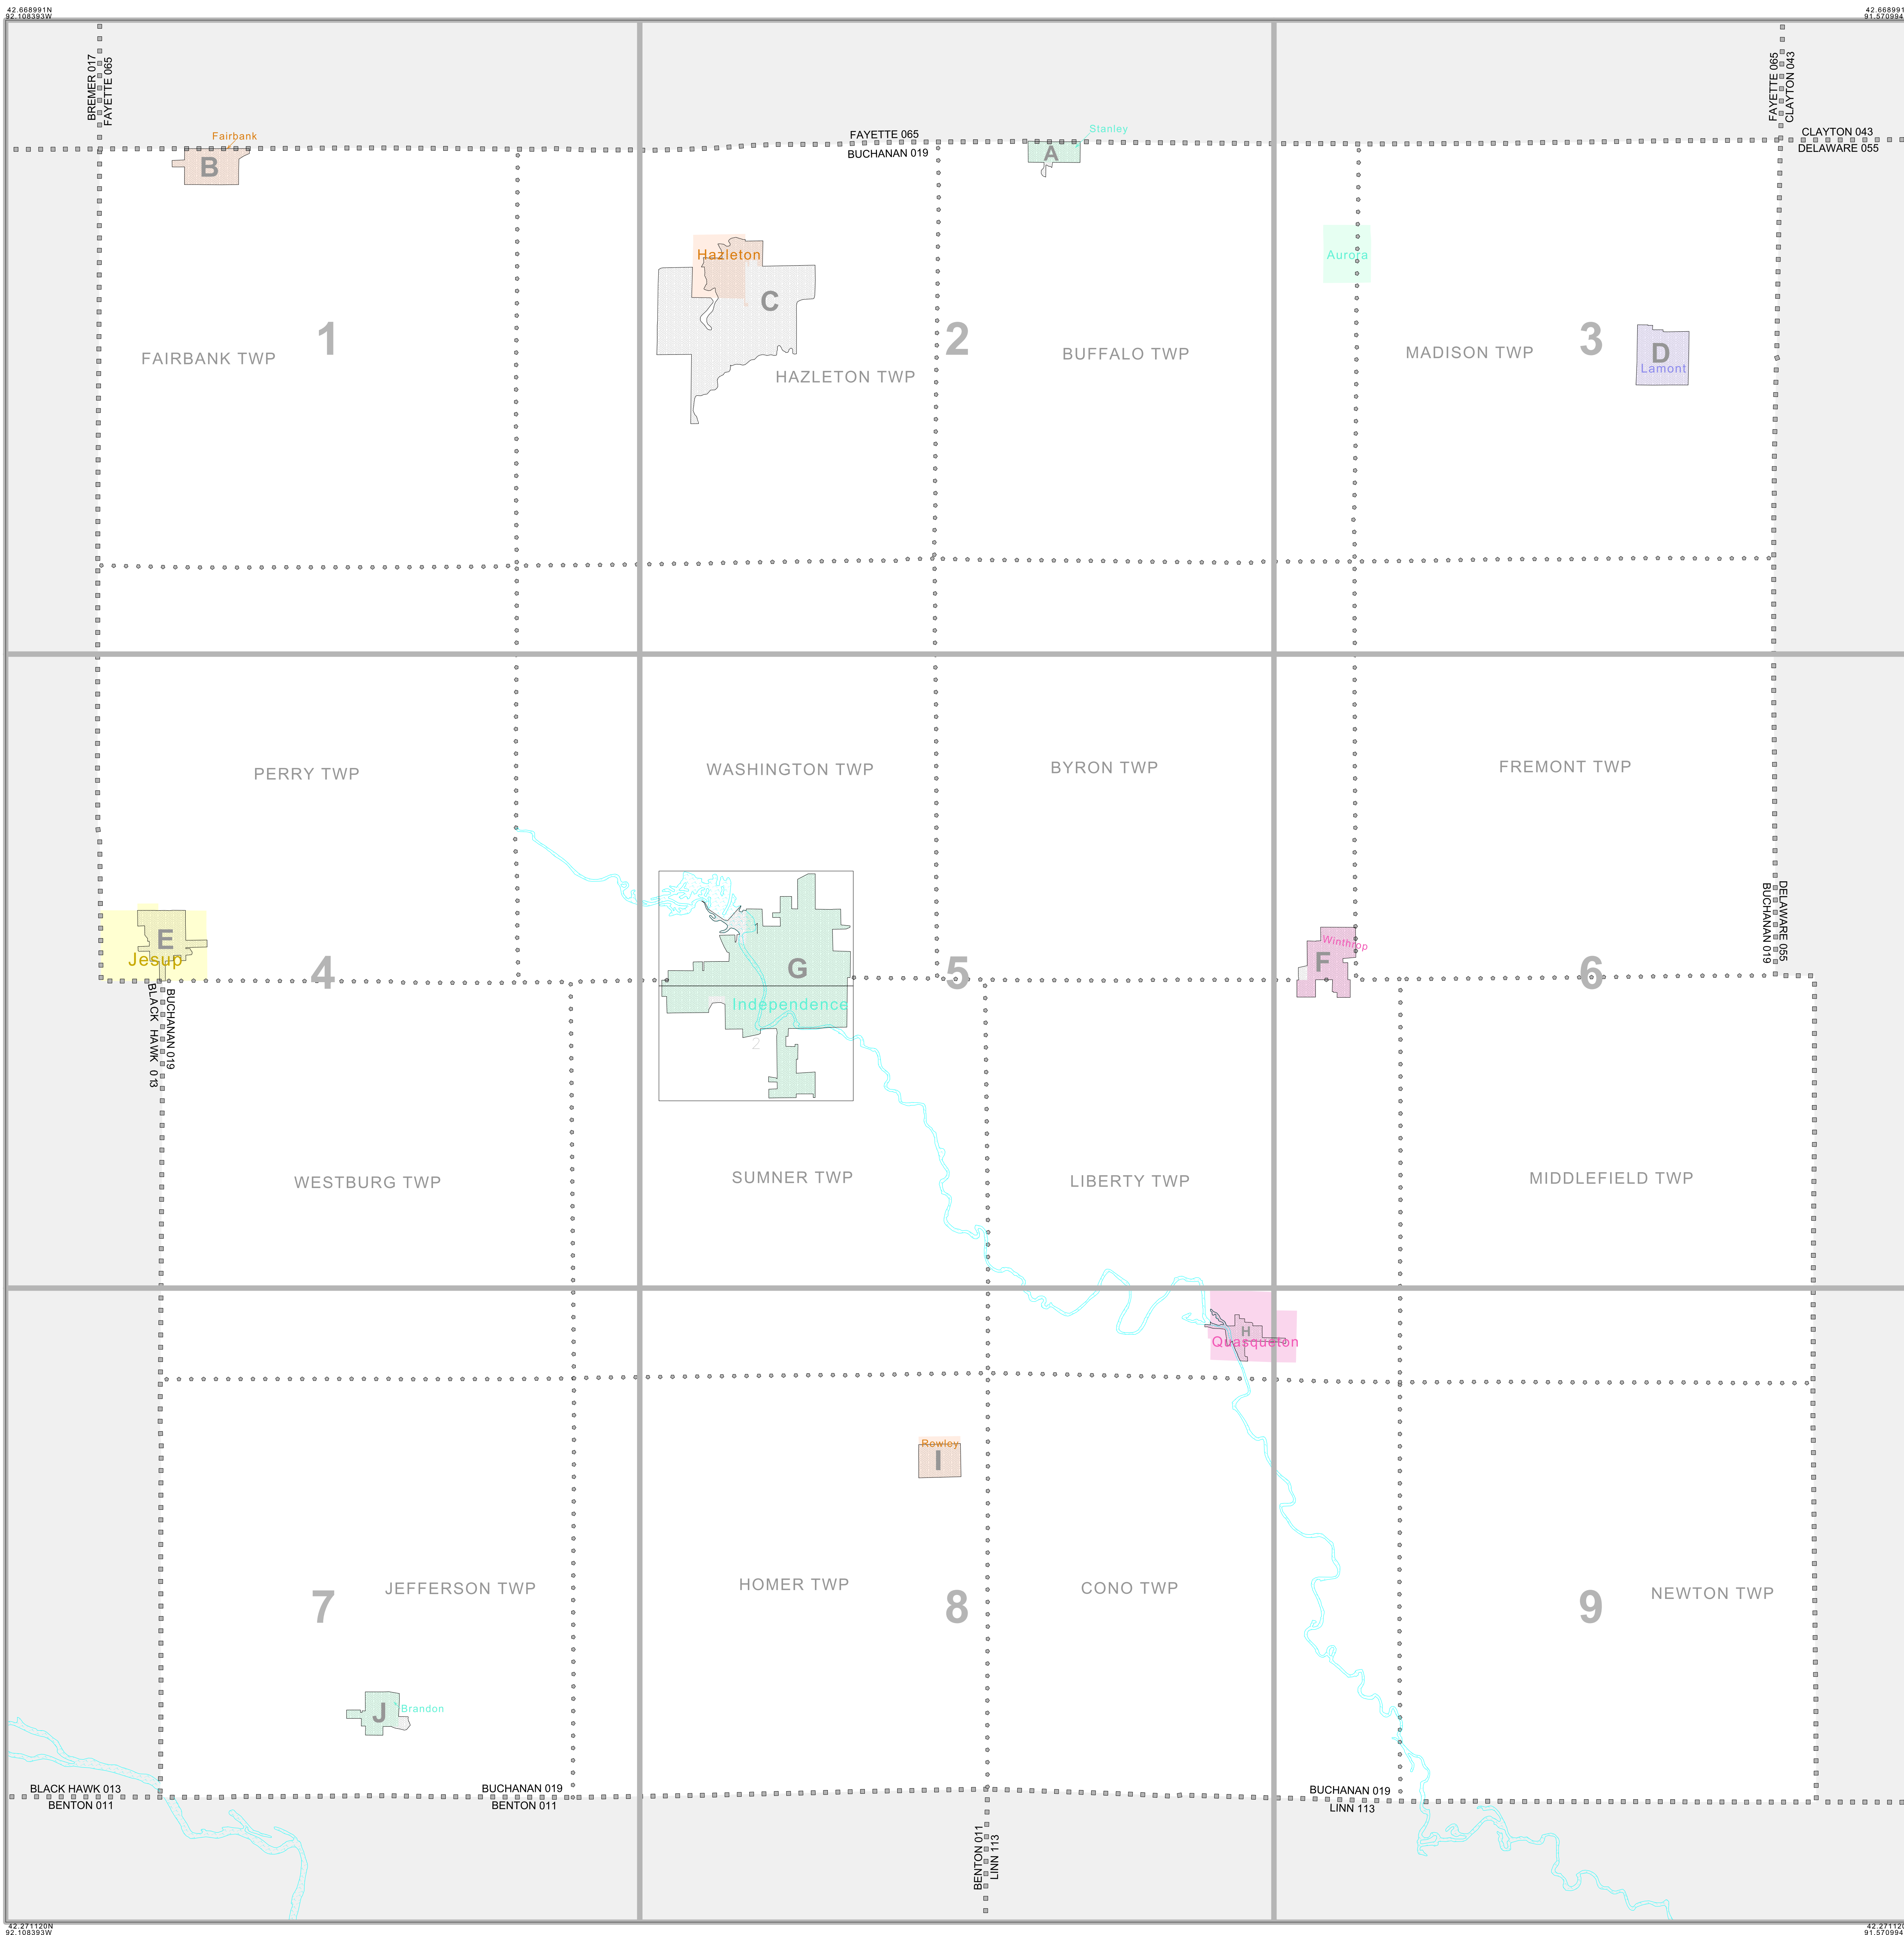 42.668991N
92.108393W
42.668991
91.570994
BREMER 017
FAYETTE 065
FAYETTE 065
CLAYTON 043
Fairbank
B
FAYETTE 065
BUCHANAN 019
Stanley
A
CLAYTON 043
DELAWARE 055
Hazleton
C
Aurora
1
2
3
D
Lamont
FAIRBANK TWP
HAZLETON TWP
BUFFALO TWP
MADISON TWP
PERRY TWP
WASHINGTON TWP
BYRON TWP
FREMONT TWP
E
Jesup
4
G
Independence
2
5
Winthrop
F
6
DELAWARE 055
BUCHANAN 019
BLACK HAWK 013
BUCHANAN 019
WESTBURG TWP
SUMNER TWP
LIBERTY TWP
MIDDLEFIELD TWP
H
Quasqueton
Rowley
I
7
JEFFERSON TWP
HOMER TWP
8
CONO TWP
9
NEWTON TWP
J
Brandon
BLACK HAWK 013
BENTON 011
BUCHANAN 019
BENTON 011
BUCHANAN 019
LINN 113
BENTON 011
LINN 113
42.271120N
92.108393W
42.271120
91.570994